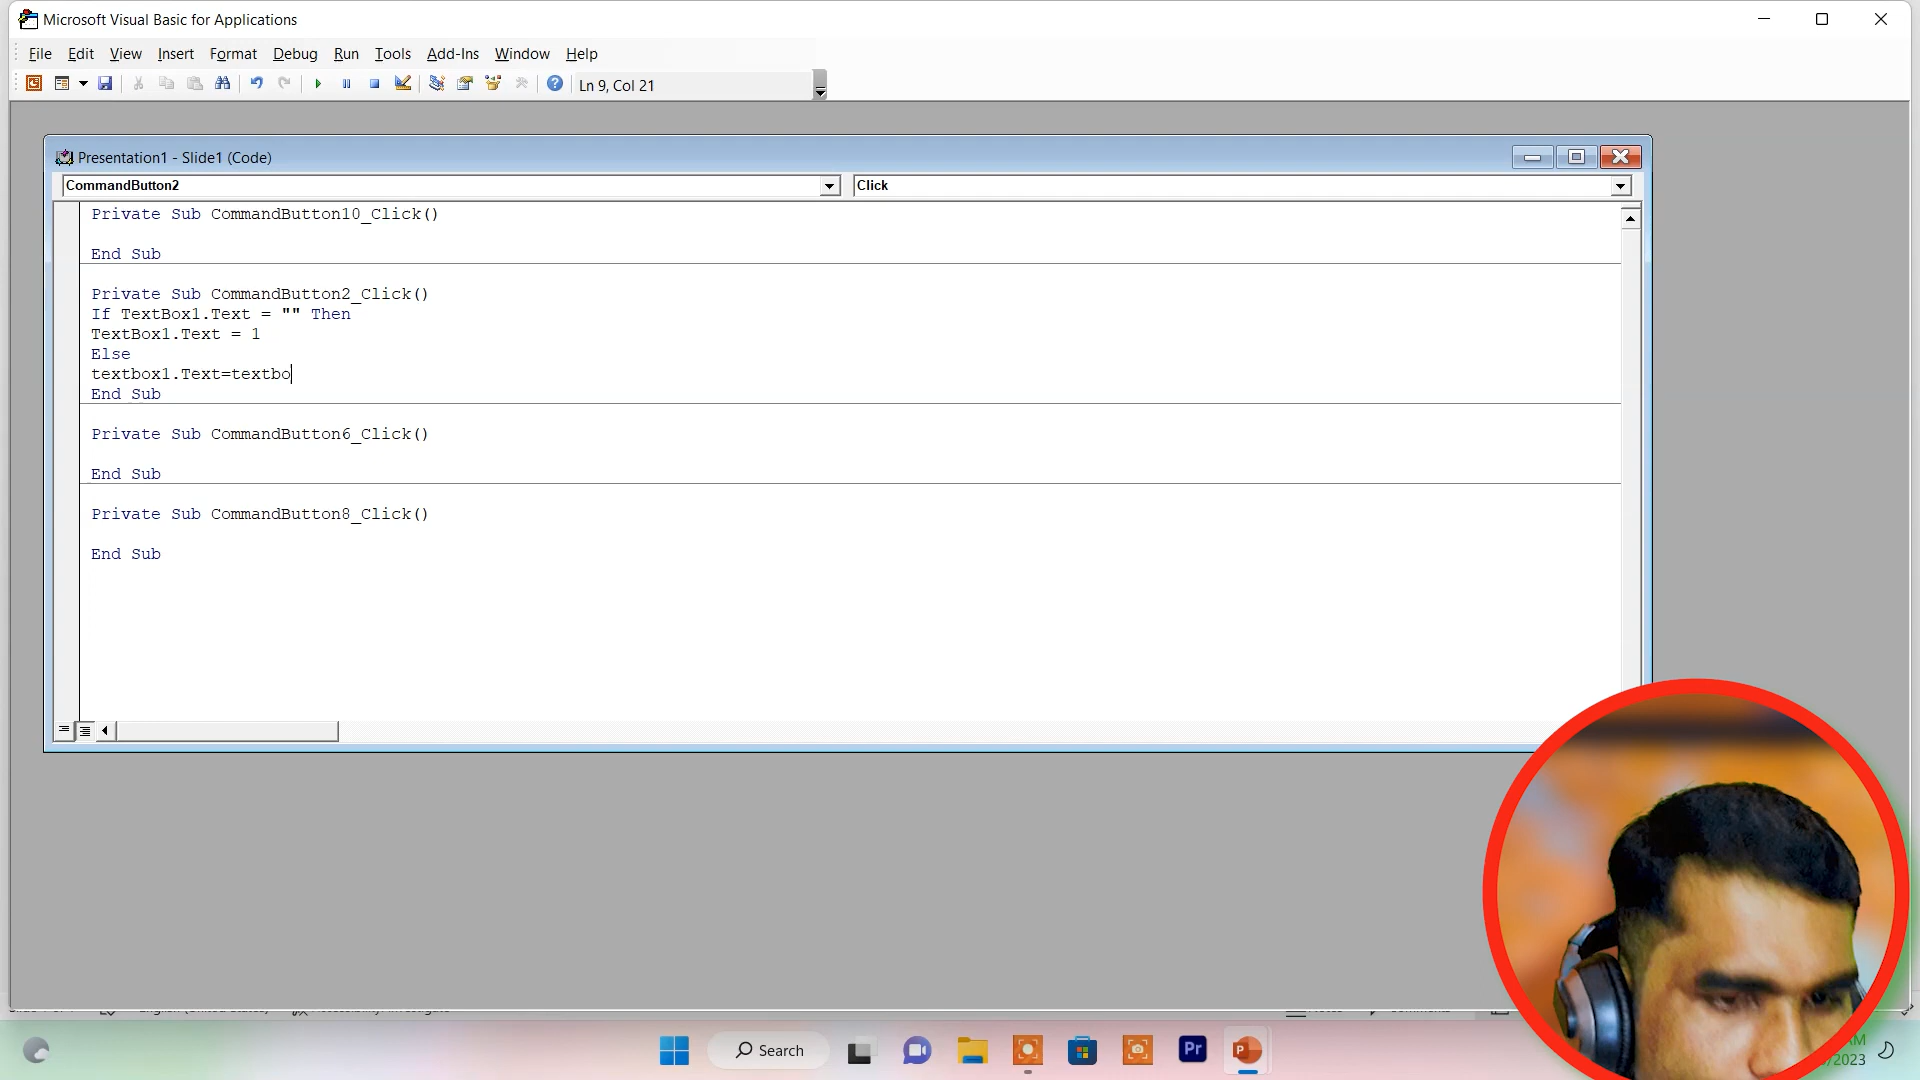 Microsoft Visual Basic for Applications
File Edit View Insert Format Debug Run Tools Add-Ins Window Help
Ln 9, Col 21
Presentation1 - Slide1 (Code)
CommandButton2
Click
Private Sub CommandButton10_Click()
End Sub
Private Sub CommandButton2_Click()
If TextBox1.Text = "" Then
TextBox1.Text = 1
Else
textbox1.Text=textbo
End Sub
Private Sub CommandButton6_Click()
End Sub
Private Sub CommandButton8_Click()
End Sub
Search
Pr
P
AM
/2023